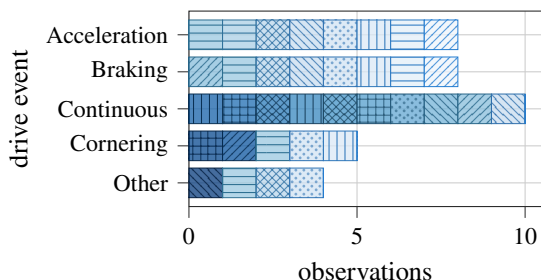 drive event
Acceleration
Braking
Continuous
Cornering
Other
0 5 10
observations